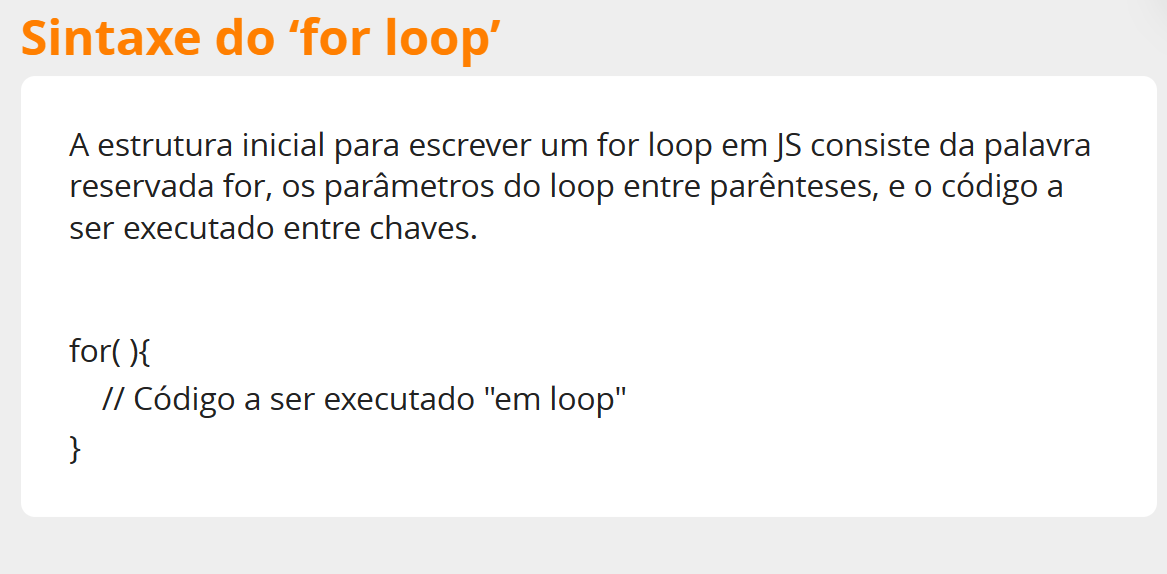 Sintaxe do ‘for loop’
A estrutura inicial para escrever um for loop em JS consiste da palavra
reservada for, os parâmetros do loop entre parênteses, e o código a
ser executado entre chaves.
for( ){
// Código a ser executado "em loop"
}